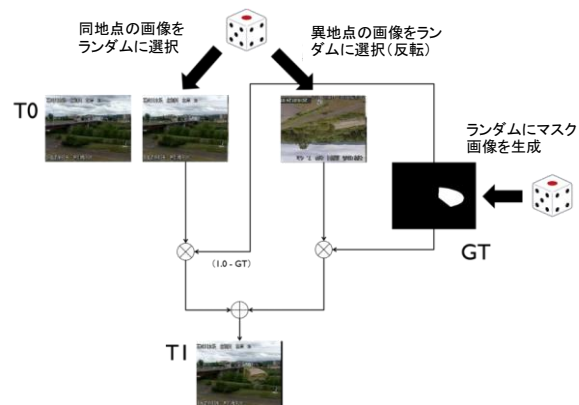 同地点の画像を
ランダムに選択
異地点の画像をラン
ダムに選択(反転)
T0
ランダムにマスク
画像を生成
GT
(1.0 - GT)
T1